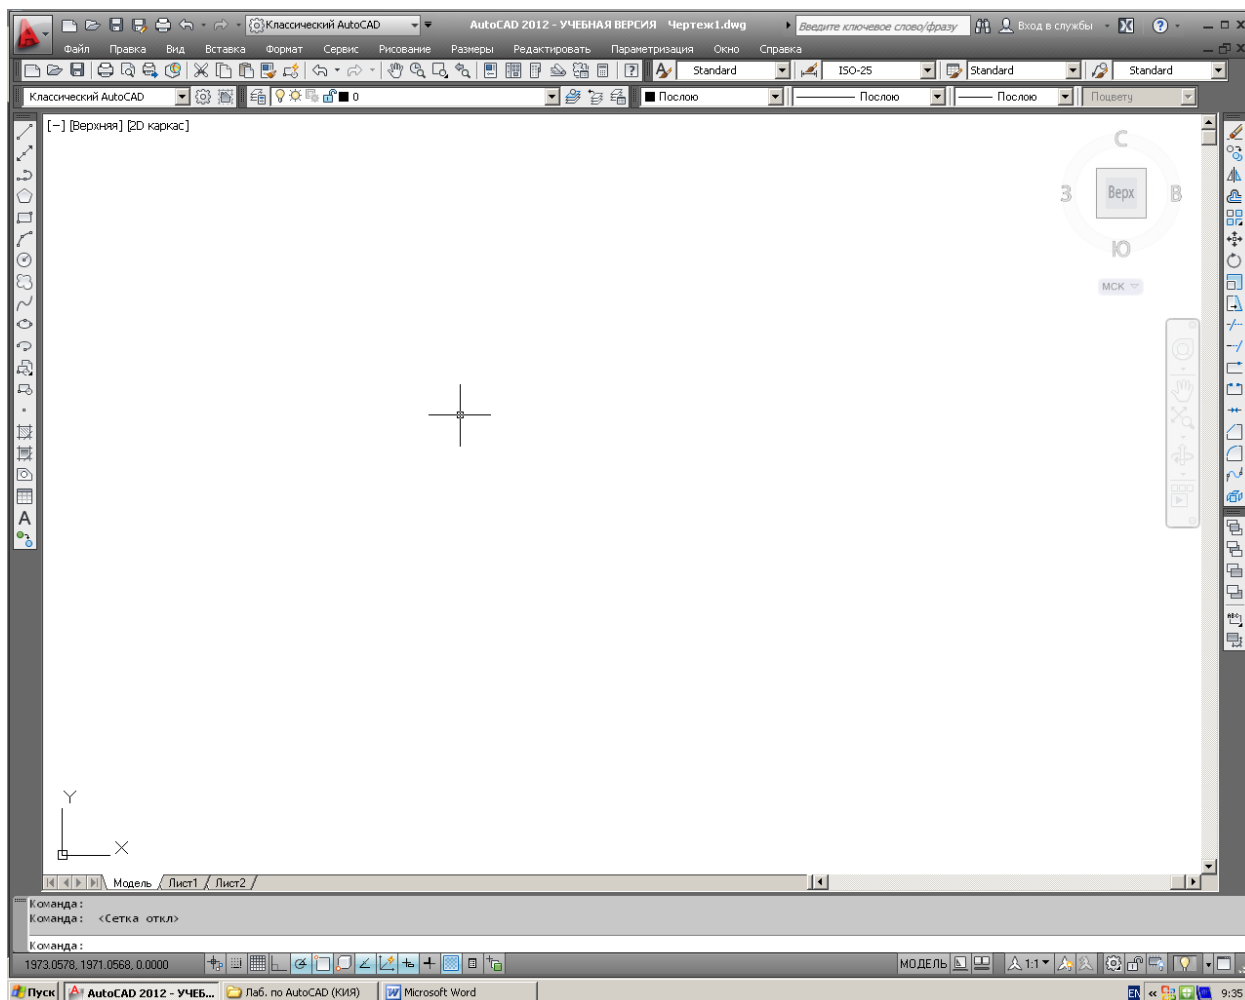 Классический AutoCAD AutoCAD 2012 - УЧЕБНАЯ ВЕРСИЯ Чертеж1.dwg Введите ключевое слово/фразу Вход в службы
Файл Правка Вид Вставка Формат Сервис Рисование Размеры Редактировать Параметризация Окно Справка
Standard ISO-25 Standard Standard
Классический AutoCAD 0 Послою Послою Послою Поцвету
[−] [Верхняя] [2D каркас]
С
З Верх В
Ю
МСК
A
ABC
Y
X
Модель Лист1 Лист2
Команда:
Команда: <Сетка откл>
Команда:
1973.0578, 1971.0568, 0.0000 МОДЕЛЬ 1:1
Пуск AutoCAD 2012 - УЧЕБ... Лаб. по AutoCAD (КИЯ) Microsoft Word EN « 9:35